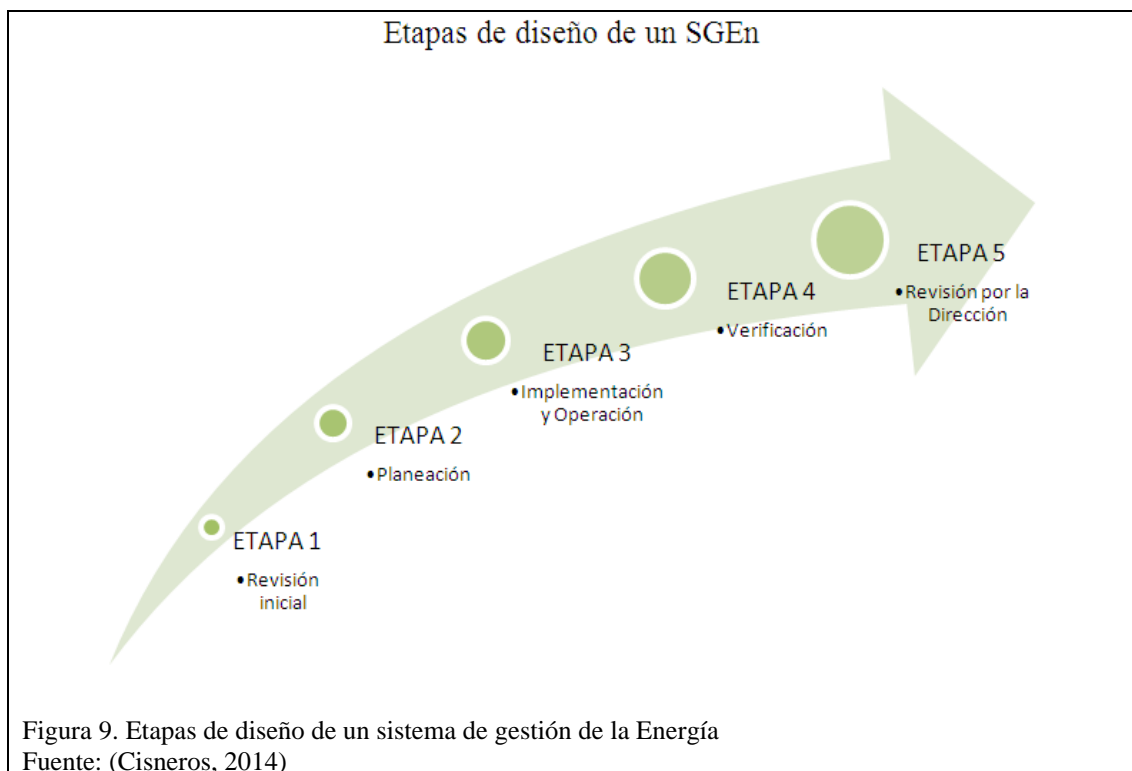 Etapas de diseño de un SGEn
ETAPA 1
•Revisión
inicial
ETAPA 2
•Planeación
ETAPA 3
•Implementación
y Operación
ETAPA 4
•Verificación
ETAPA 5
•Revisión por la
Dirección
Figura 9. Etapas de diseño de un sistema de gestión de la Energía
Fuente: (Cisneros, 2014)